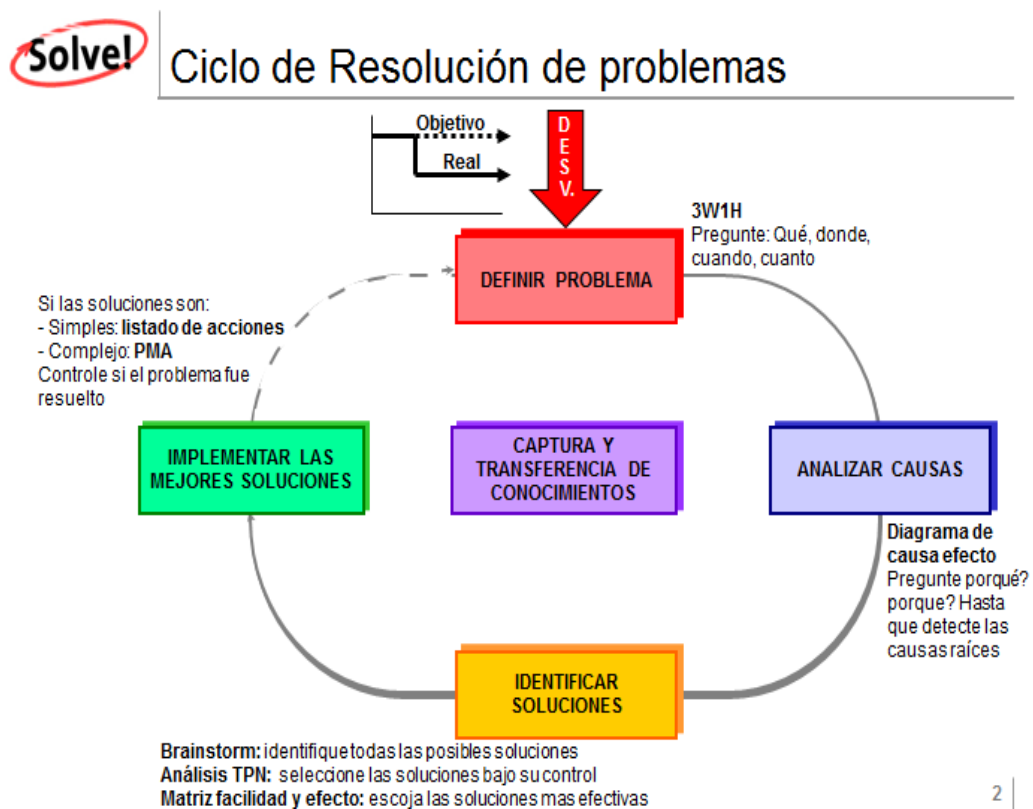 Solve!
Ciclo de Resolución de problemas
Objetivo
Real
D
E
S
V.
3W1H
Pregunte: Qué, donde,
cuando, cuanto
DEFINIR PROBLEMA
Si las soluciones son:
- Simples: listado de acciones
- Complejo: PMA
Controle si el problema fue
resuelto
IMPLEMENTAR LAS
MEJORES SOLUCIONES
CAPTURA Y
TRANSFERENCIA DE
CONOCIMIENTOS
ANALIZAR CAUSAS
Diagrama de
causa efecto
Pregunte porqué?
porque? Hasta
que detecte las
causas raíces
IDENTIFICAR
SOLUCIONES
Brainstorm: identifique todas las posibles soluciones
Análisis TPN: seleccione las soluciones bajo su control
Matriz facilidad y efecto: escoja las soluciones mas efectivas
2